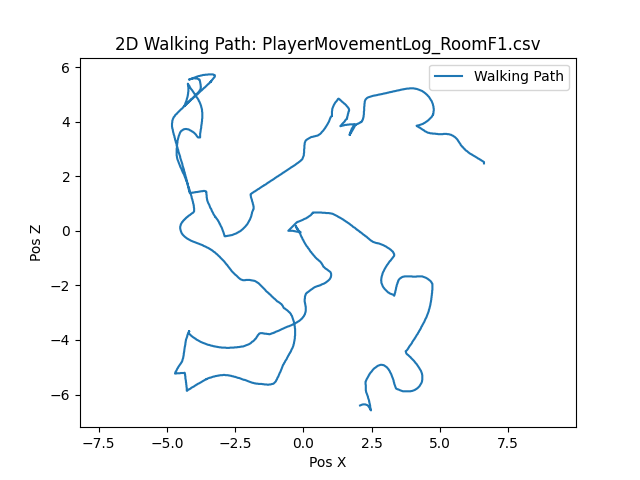 2D Walking Path: PlayerMovementLog_RoomF1.csv
Walking Path
6
4
2
0
−2
−4
−6
Pos Z
−7.5 −5.0 −2.5 0.0 2.5 5.0 7.5
Pos X